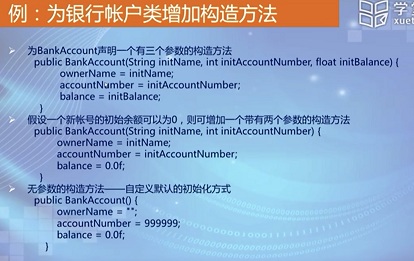 例：为银行帐户类增加构造方法
学堂
xuet
为BankAccount声明一个有三个参数的构造方法
public BankAccount(String initName, int initAccountNumber, float initBalance) {
ownerName = initName;
accountNumber = initAccountNumber;
balance = initBalance;
}
假设一个新帐号的初始余额可以为0，则可增加一个带有两个参数的构造方法
public BankAccount(String initName, int initAccountNumber) {
ownerName = initName;
accountNumber = initAccountNumber;
balance = 0.0f;
}
无参数的构造方法——自定义默认的初始化方式
public BankAccount() {
ownerName = "";
accountNumber = 999999;
balance = 0.0f;
}